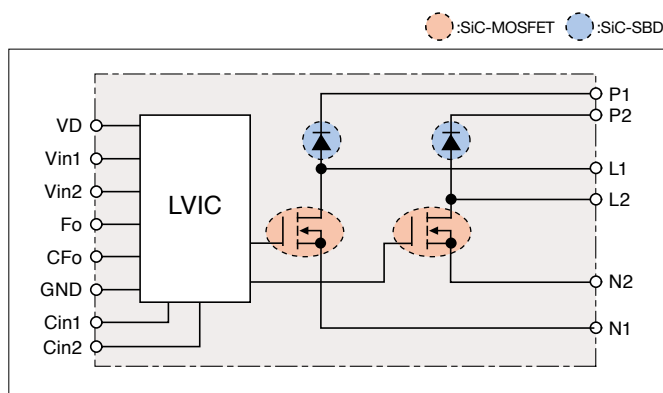 :SiC-MOSFET :SiC-SBD
VD
Vin1
Vin2
Fo
CFo
GND
Cin1
Cin2
LVIC
P1
P2
L1
L2
N2
N1